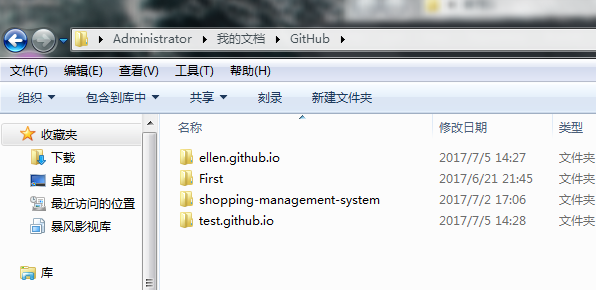 Administrator 我的文档 GitHub
文件(F) 编辑(E) 查看(V) 工具(T) 帮助(H)
组织 包含到库中 共享 刻录 新建文件夹
收藏夹
下载
桌面
最近访问的位置
暴风影视库
库
名称 修改日期 类型
ellen.github.io 2017/7/5 14:27 文件夹
First 2017/6/21 21:45 文件夹
shopping-management-system 2017/7/2 17:06 文件夹
test.github.io 2017/7/5 14:28 文件夹